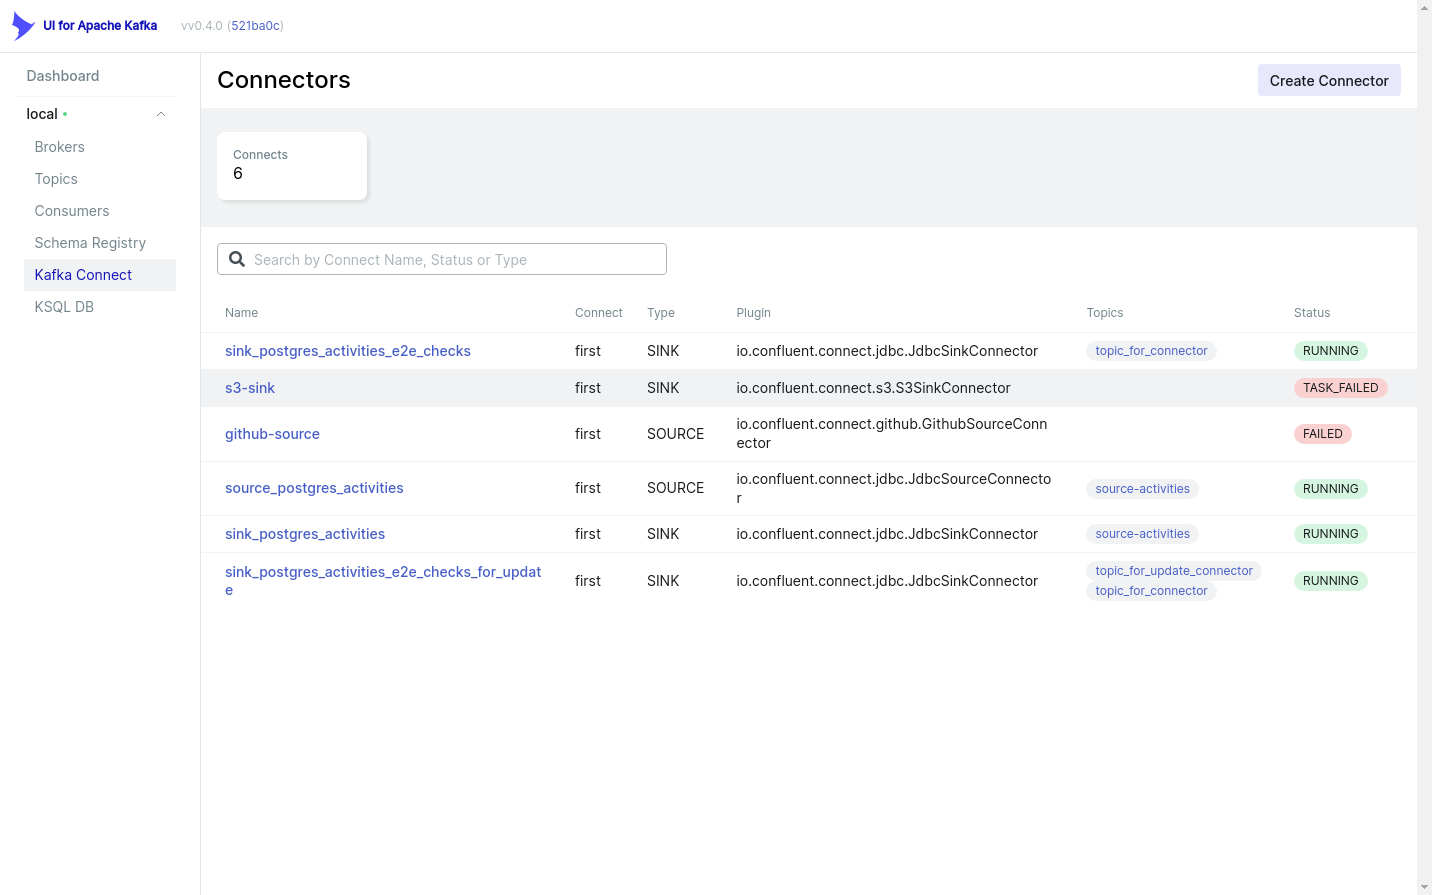 UI for Apache Kafka vv0.4.0 (521ba0c)
Dashboard
local
Brokers
Topics
Consumers
Schema Registry
Kafka Connect
KSQL DB
Connectors
Create Connector
Connects
6
Search by Connect Name, Status or Type
Name Connect Type Plugin Topics Status
sink_postgres_activities_e2e_checks first SINK io.confluent.connect.jdbc.JdbcSinkConnector topic_for_connector RUNNING
s3-sink first SINK io.confluent.connect.s3.S3SinkConnector TASK_FAILED
github-source first SOURCE io.confluent.connect.github.GithubSourceConn
ector FAILED
source_postgres_activities first SOURCE io.confluent.connect.jdbc.JdbcSourceConnecto
r source-activities RUNNING
sink_postgres_activities first SINK io.confluent.connect.jdbc.JdbcSinkConnector source-activities RUNNING
sink_postgres_activities_e2e_checks_for_updat
e first SINK io.confluent.connect.jdbc.JdbcSinkConnector topic_for_update_connector
topic_for_connector RUNNING